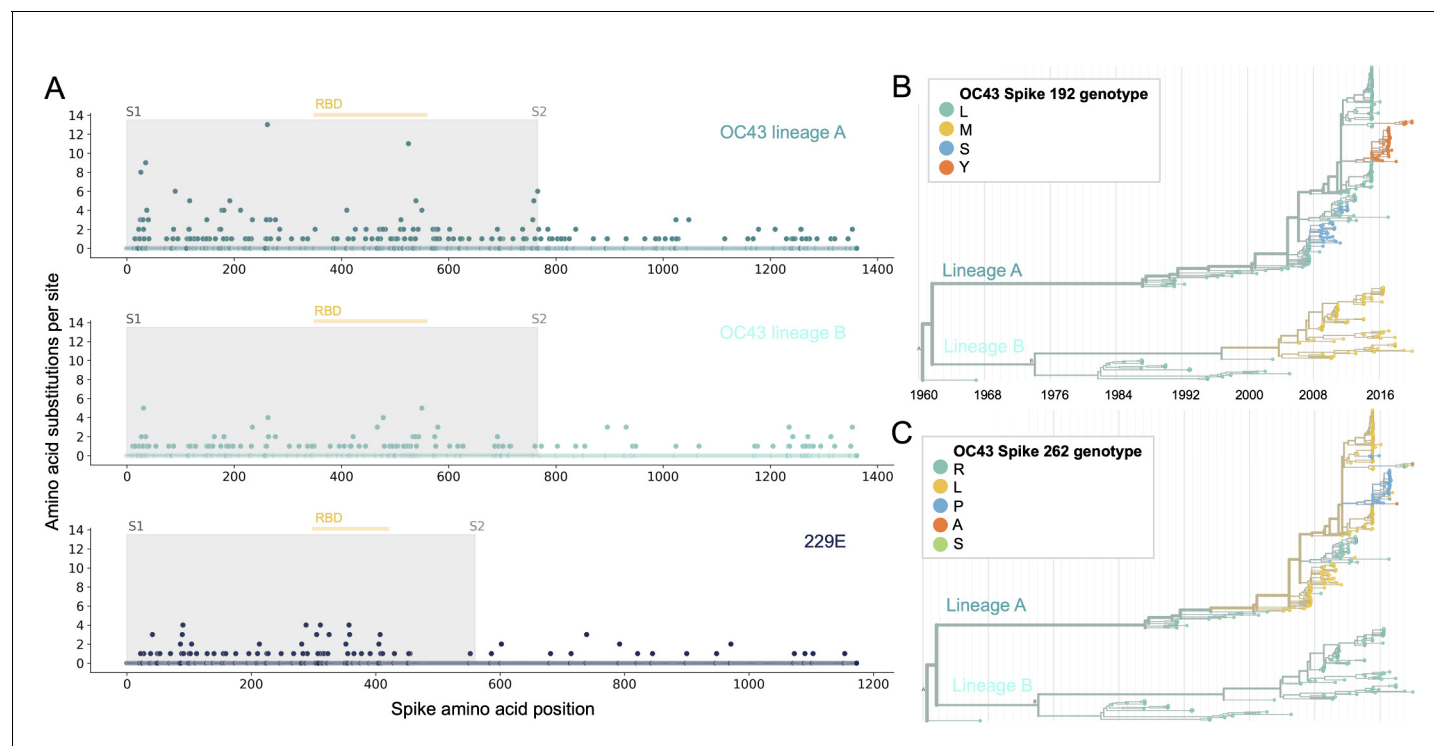 A
S1
RBD
S2
OC43 lineage A
14
12
10
8
6
4
2
0
0 200 400 600 800 1000 1200 1400
S1
RBD
S2
OC43 lineage B
14
12
10
8
6
4
2
0
0 200 400 600 800 1000 1200 1400
S1
RBD
S2
229E
14
12
10
8
6
4
2
0
0 200 400 600 800 1000 1200
Amino acid substitutions per site
Spike amino acid position
B
OC43 Spike 192 genotype
L
M
S
Y
Lineage A
Lineage B
1960 1968 1976 1984 1992 2000 2008 2016
C
OC43 Spike 262 genotype
R
L
P
A
S
Lineage A
Lineage B